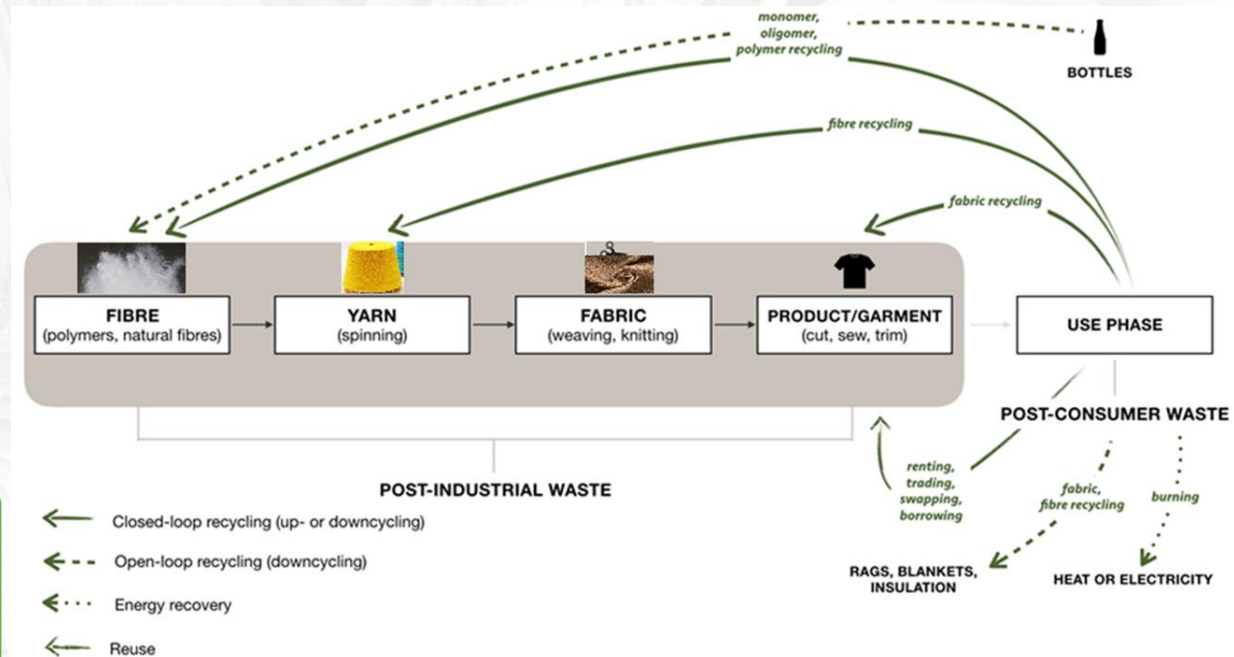 monomer,
oligomer,
polymer recycling
BOTTLES
fibre recycling
fabric recycling
FIBRE
(polymers, natural fibres)
YARN
(spinning)
FABRIC
(weaving, knitting)
PRODUCT/GARMENT
(cut, sew, trim)
USE PHASE
POST-CONSUMER WASTE
renting,
trading,
swapping,
borrowing
fabric,
fibre recycling
burning
POST-INDUSTRIAL WASTE
RAGS, BLANKETS,
INSULATION
HEAT OR ELECTRICITY
Closed-loop recycling (up- or downcycling)
Open-loop recycling (downcycling)
Energy recovery
Reuse